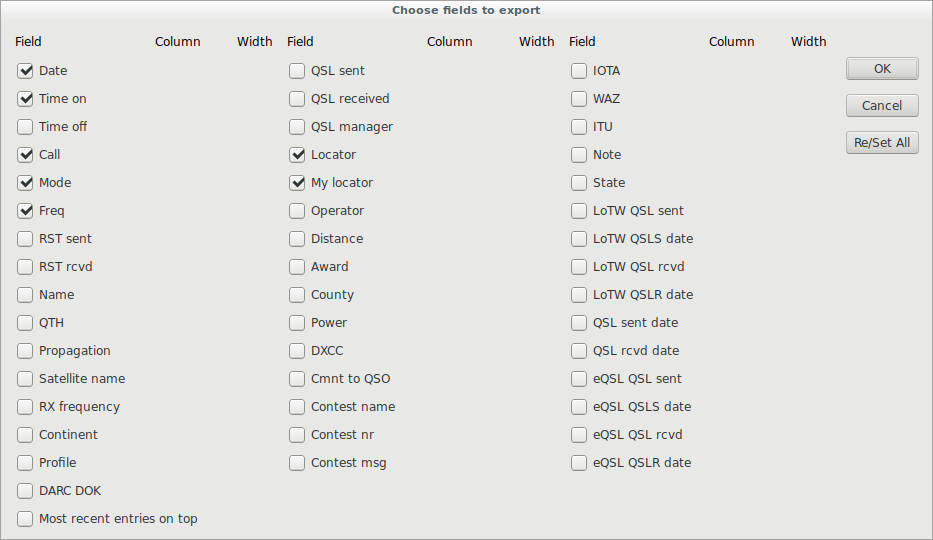 Choose fields to export
Field Column Width Field Column Width Field Column Width
Date QSL sent IOTA OK
Time on QSL received WAZ Cancel
Time off QSL manager ITU Re/Set All
Call Locator Note
Mode My locator State
Freq Operator LoTW QSL sent
RST sent Distance LoTW QSLS date
RST rcvd Award LoTW QSL rcvd
Name County LoTW QSLR date
QTH Power QSL sent date
Propagation DXCC QSL rcvd date
Satellite name Cmnt to QSO eQSL QSL sent
RX frequency Contest name eQSL QSLS date
Continent Contest nr eQSL QSL rcvd
Profile Contest msg eQSL QSLR date
DARC DOK
Most recent entries on top